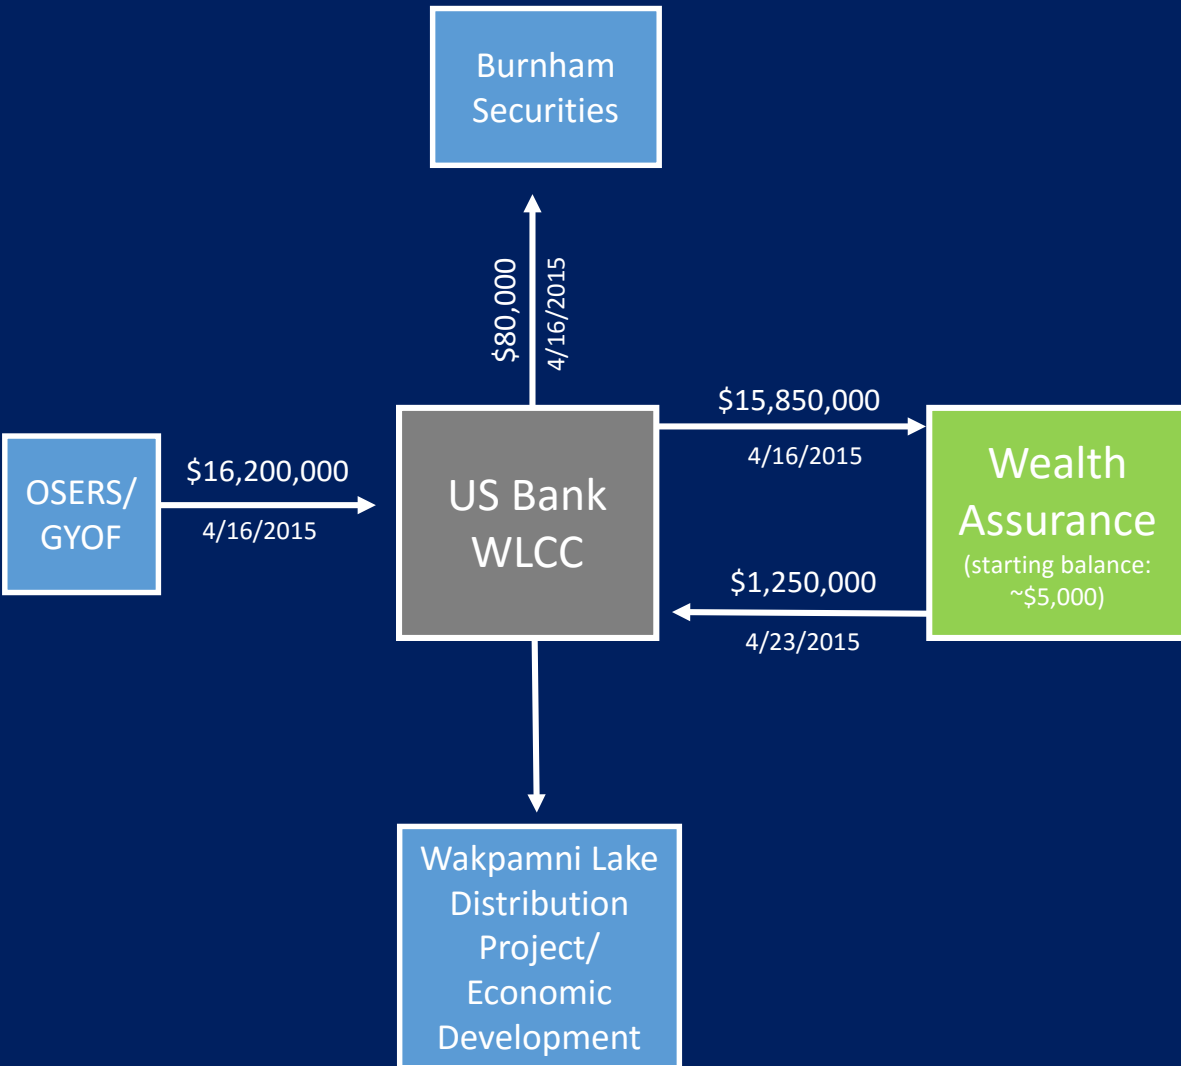 Burnham
Securities
$80,000
4/16/2015
$15,850,000
4/16/2015
OSERS/
GYOF
$16,200,000
4/16/2015
US Bank
WLCC
Wealth
Assurance
(starting balance:
~$5,000)
$1,250,000
4/23/2015
Wakpamni Lake
Distribution
Project/
Economic
Development